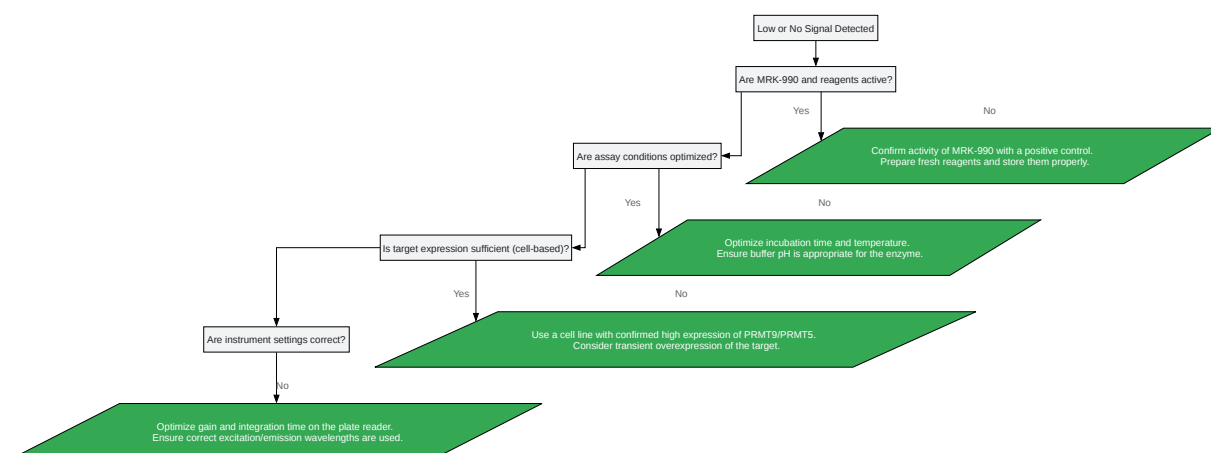 Low or No Signal Detected
Are MRK-990 and reagents active?
Yes
No
Confirm activity of MRK-990 with a positive control.
Prepare fresh reagents and store them properly.
Are assay conditions optimized?
Yes
No
Optimize incubation time and temperature.
Ensure buffer pH is appropriate for the enzyme.
Is target expression sufficient (cell-based)?
Yes
No
Use a cell line with confirmed high expression of PRMT9/PRMT5.
Consider transient overexpression of the target.
Are instrument settings correct?
No
Optimize gain and integration time on the plate reader.
Ensure correct excitation/emission wavelengths are used.